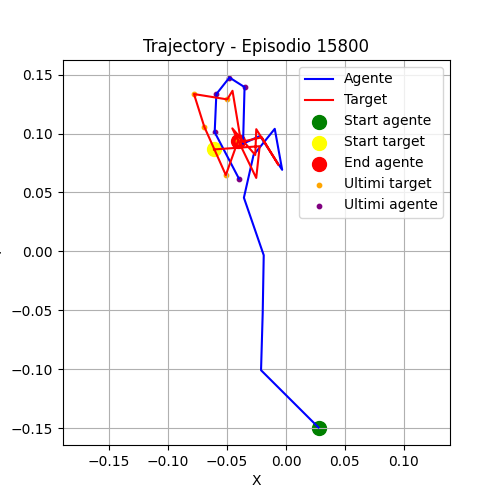 Trajectory - Episodio 15800
Agente
Target
Start agente
Start target
End agente
Ultimi target
Ultimi agente
0.15
0.10
0.05
0.00
−0.05
−0.10
−0.15
−0.15
−0.10
−0.05
0.00
0.05
0.10
X